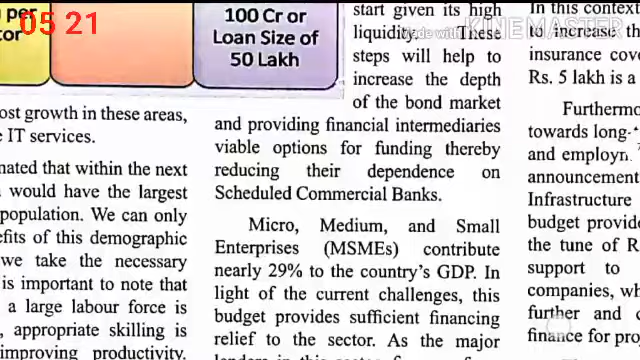 05 21
per
tor
100 Cr or
Loan Size of
50 Lakh
Made with KINEMASTER
ost growth in these areas,
e IT services.
nated that within the next
would have the largest
population. We can only
efits of this demographic
we take the necessary
is important to note that
a large labour force is
, appropriate skilling is
improving productivity.
start given its high
liquidity. These
steps will help to
increase the depth
of the bond market
and providing financial intermediaries
viable options for funding thereby
reducing their dependence on
Scheduled Commercial Banks.
Micro, Medium, and Small
Enterprises (MSMEs) contribute
nearly 29% to the country's GDP. In
light of the current challenges, this
budget provides sufficient financing
relief to the sector. As the major
In this context
to increase th
insurance cov
Rs. 5 lakh is a
Furthermo
towards long-
and employn
announcement
Infrastructure
budget provide
the tune of R
support to
companies, wh
further and c
finance for pro